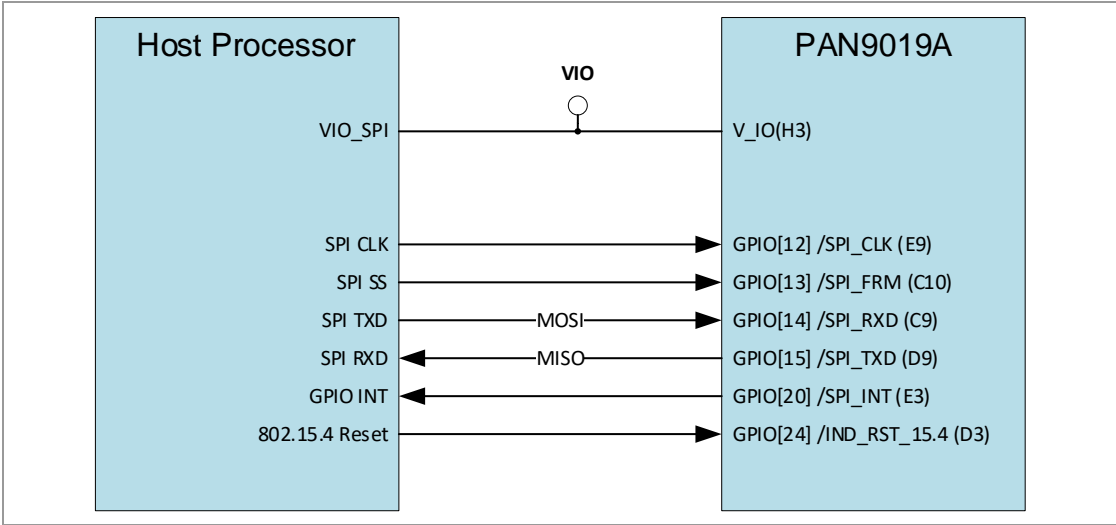 Host Processor
PAN9019A
VIO
VIO_SPI
V_IO(H3)
SPI CLK
GPIO[12] /SPI_CLK (E9)
SPI SS
GPIO[13] /SPI_FRM (C10)
SPI TXD
MOSI
GPIO[14] /SPI_RXD (C9)
SPI RXD
MISO
GPIO[15] /SPI_TXD (D9)
GPIO INT
GPIO[20] /SPI_INT (E3)
802.15.4 Reset
GPIO[24] /IND_RST_15.4 (D3)